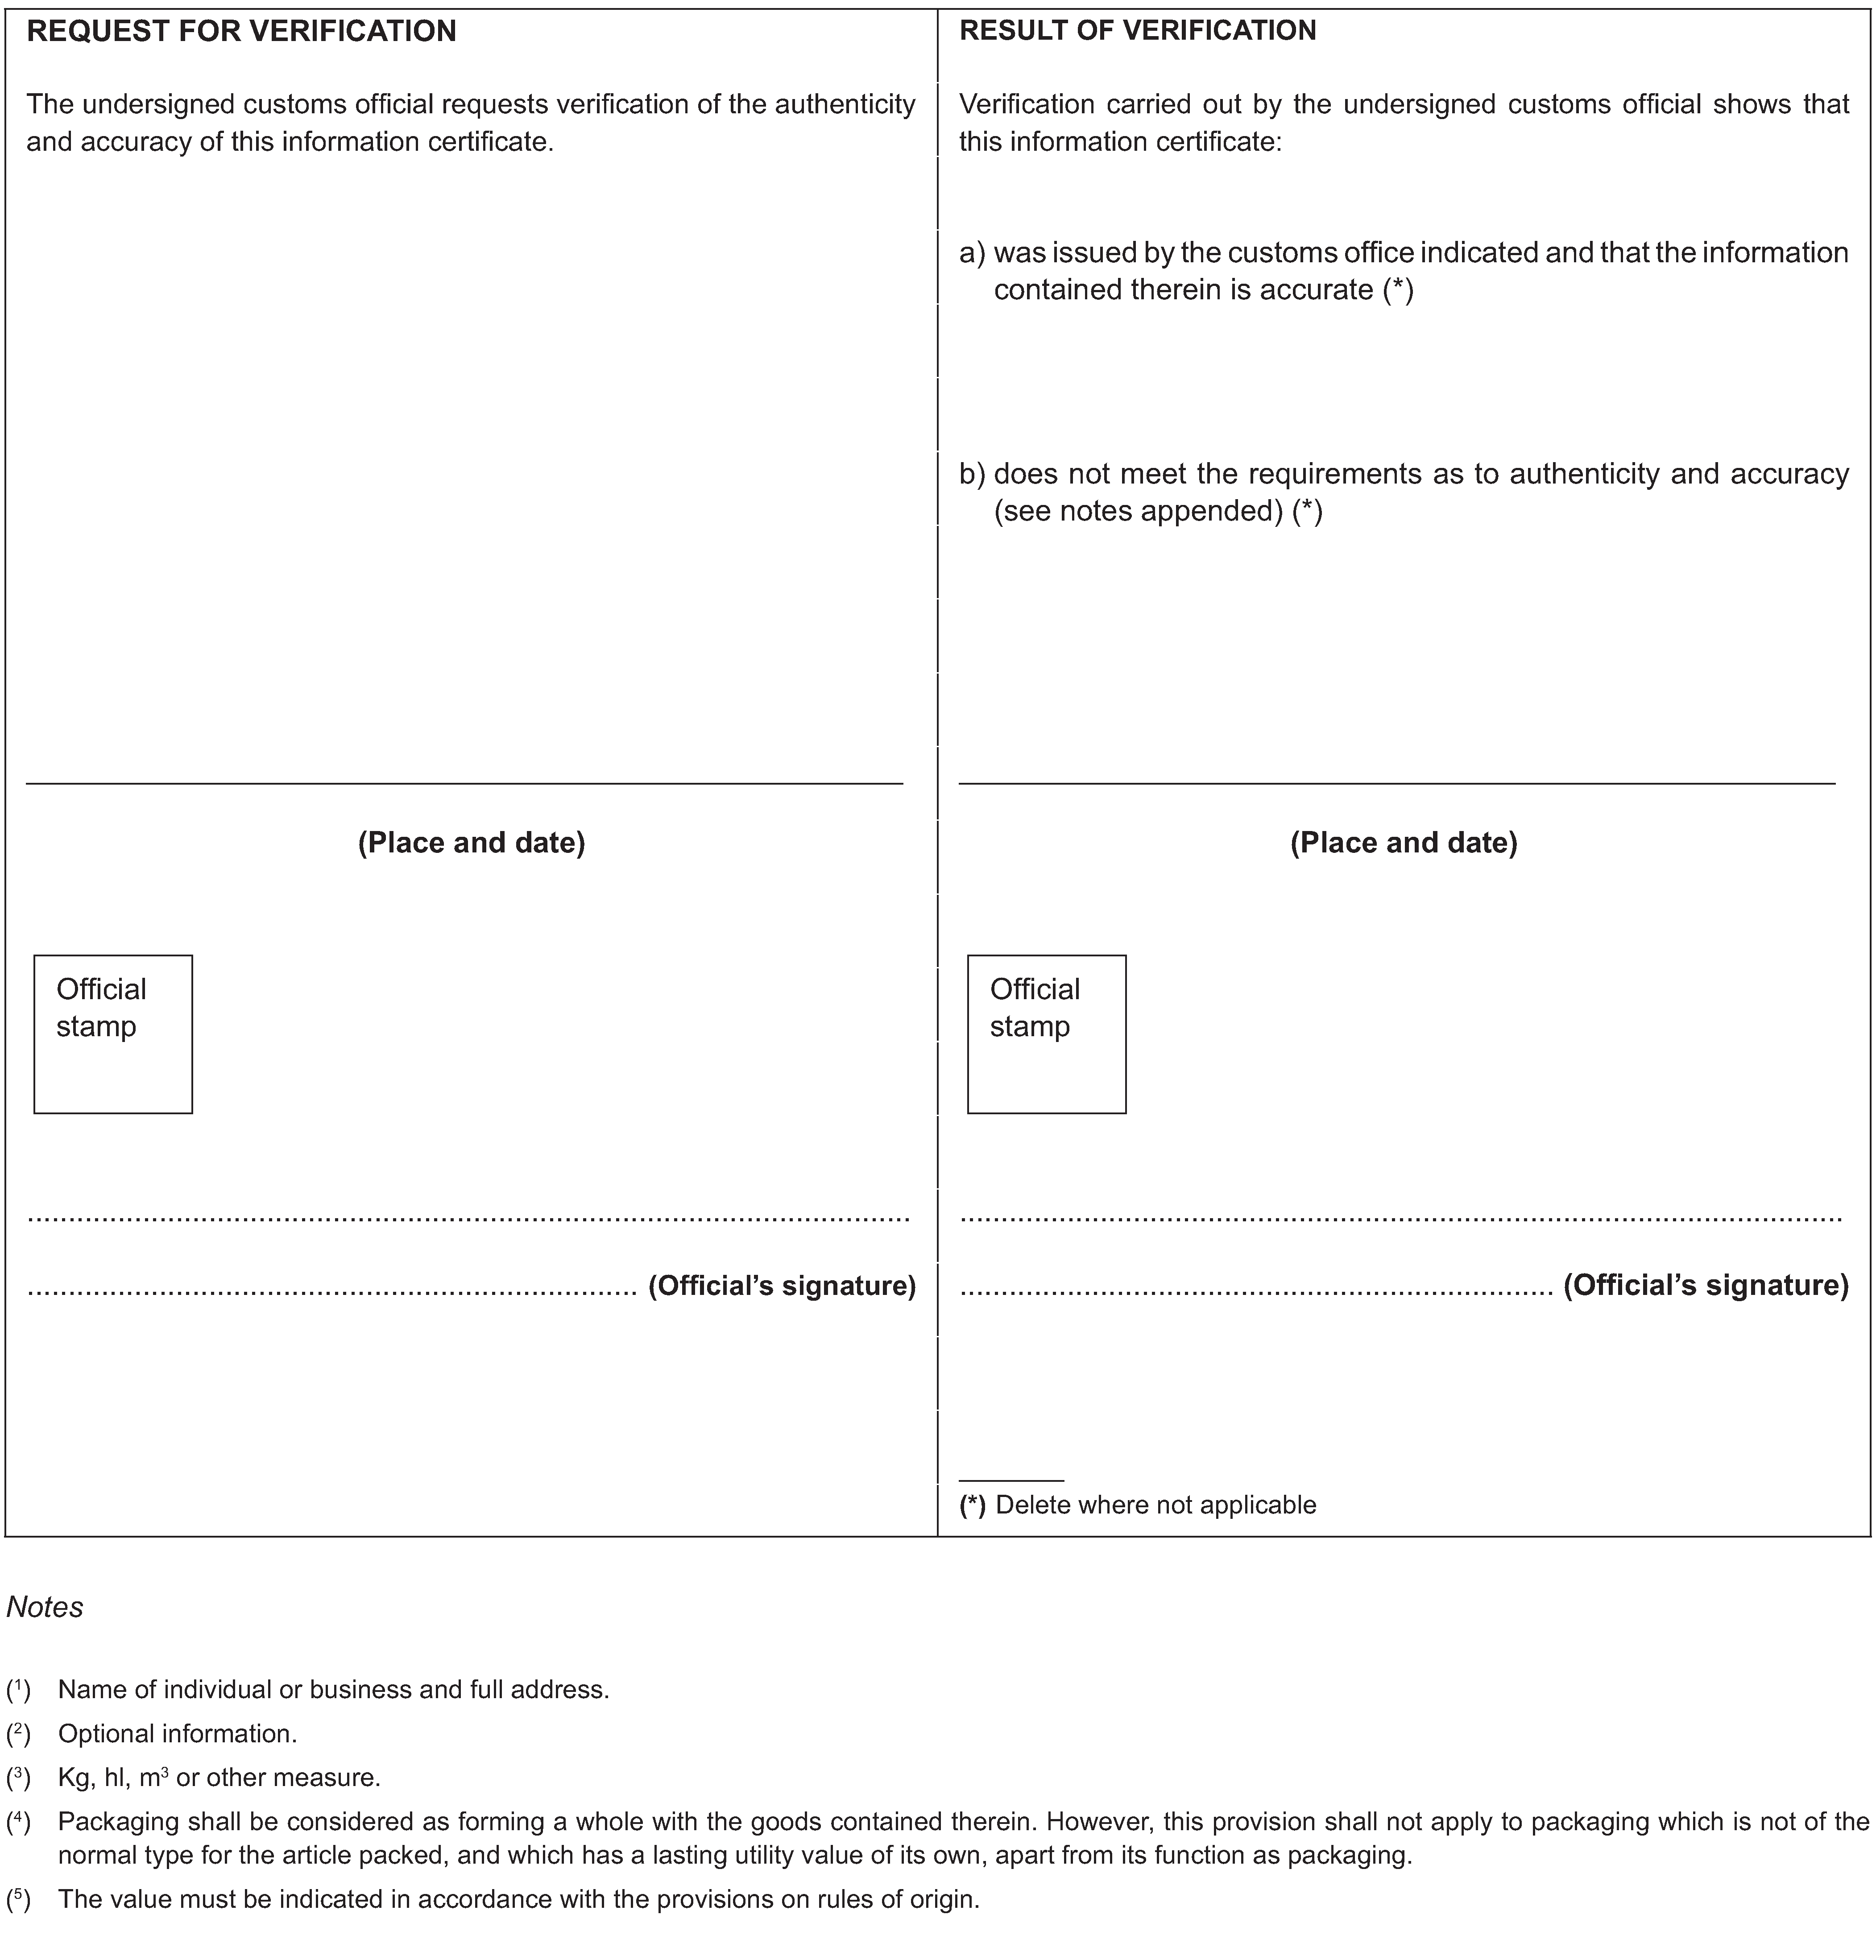 REQUEST FOR VERIFICATION
The undersigned customs official requests verification of the authenticity
and accuracy of this information certificate.
(Place and date)
Official
stamp
................................................................................................................
............................................................................ (Official’s signature)
RESULT OF VERIFICATION
Verification carried out by the undersigned customs official shows that
this information certificate:
a) was issued by the customs office indicated and that the information
contained therein is accurate (*)
b) does not meet the requirements as to authenticity and accuracy
(see notes appended) (*)
(Place and date)
Official
stamp
................................................................................................................
.......................................................................... (Official’s signature)
(*) Delete where not applicable
Notes
(¹) Name of individual or business and full address.
(²) Optional information.
(³) Kg, hl, m³ or other measure.
(⁴) Packaging shall be considered as forming a whole with the goods contained therein. However, this provision shall not apply to packaging which is not of the
normal type for the article packed, and which has a lasting utility value of its own, apart from its function as packaging.
(⁵) The value must be indicated in accordance with the provisions on rules of origin.